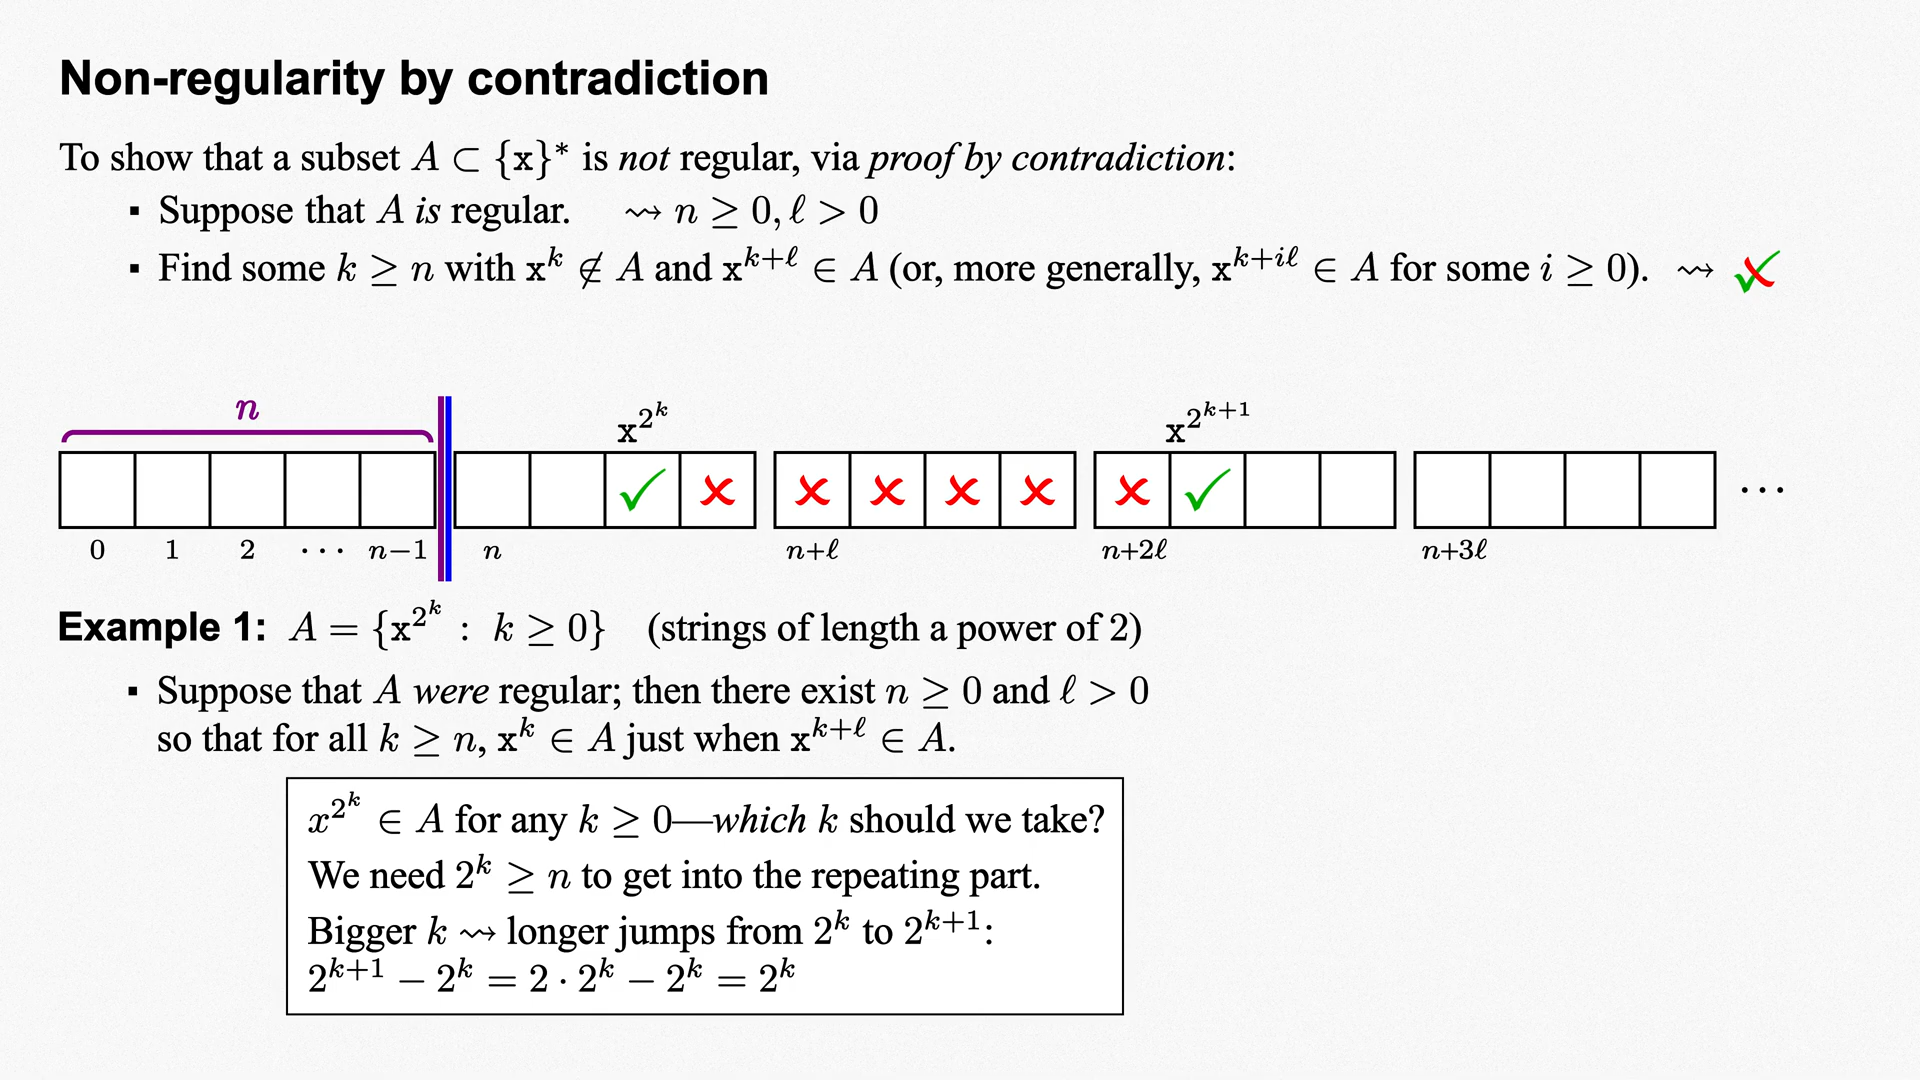 Non-regularity by contradiction
To show that a subset A ⊂ {x}* is not regular, via proof by contradiction:
▪ Suppose that A is regular. ⇝ n ≥ 0, ℓ > 0
▪ Find some k ≥ n with x^k ∉ A and x^{k+ℓ} ∈ A (or, more generally, x^{k+iℓ} ∈ A for some i ≥ 0). ⇝
n x^{2^k} x^{2^{k+1}}
✓ ✗ ✗ ✗ ✗ ✗ ✗ ✓ ⋯
0 1 2 ⋯ n−1 n n+ℓ n+2ℓ n+3ℓ
Example 1: A = {x^{2^k} : k ≥ 0} (strings of length a power of 2)
▪ Suppose that A were regular; then there exist n ≥ 0 and ℓ > 0
so that for all k ≥ n, x^k ∈ A just when x^{k+ℓ} ∈ A.
x^{2^k} ∈ A for any k ≥ 0—which k should we take?
We need 2^k ≥ n to get into the repeating part.
Bigger k ⇝ longer jumps from 2^k to 2^{k+1}:
2^{k+1} − 2^k = 2 · 2^k − 2^k = 2^k